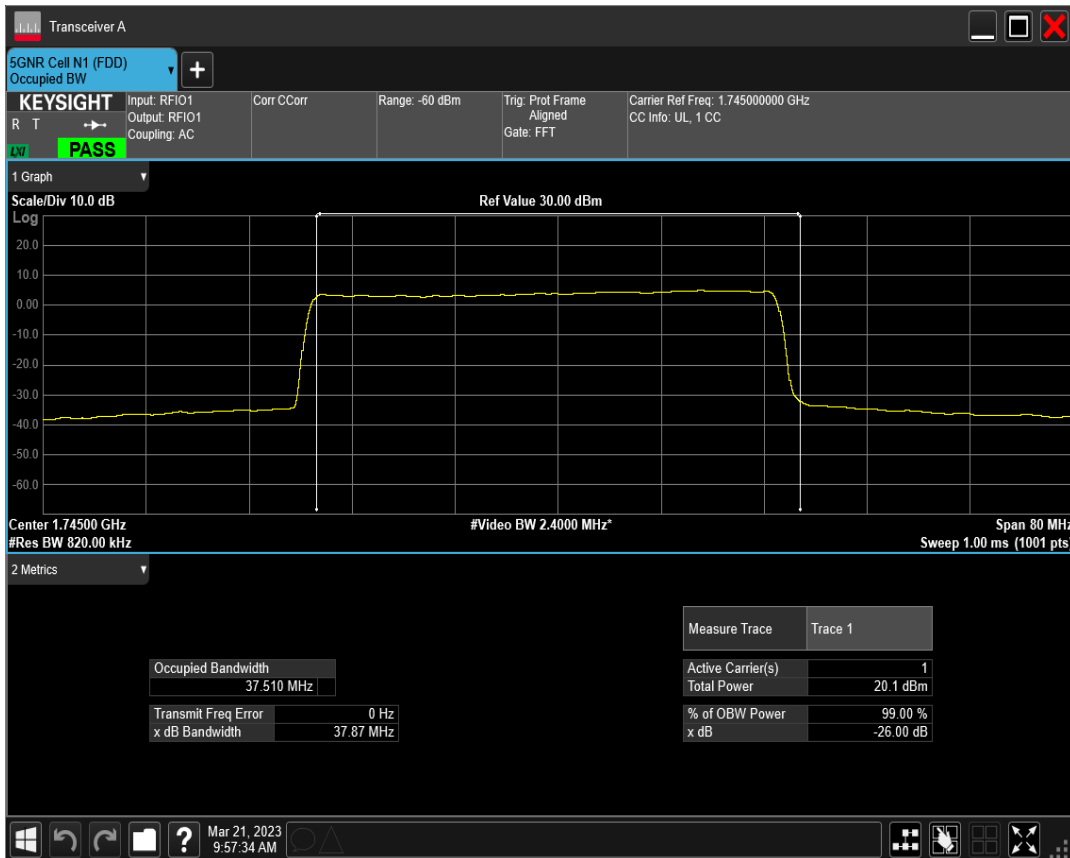 Transceiver A
5GNR Cell N1 (FDD)
Occupied BW
+
KEYSIGHT
R T
LXI
PASS
Input: RFIO1
Output: RFIO1
Coupling: AC
Corr CCorr
Range: -60 dBm
Trig: Prot Frame
Aligned
Gate: FFT
Carrier Ref Freq: 1.745000000 GHz
CC Info: UL, 1 CC
1 Graph
Scale/Div 10.0 dB
Ref Value 30.00 dBm
Log
20.0
10.0
0.00
-10.0
-20.0
-30.0
-40.0
-50.0
-60.0
Center 1.74500 GHz
#Video BW 2.4000 MHz*
Span 80 MHz
#Res BW 820.00 kHz
Sweep 1.00 ms (1001 pts)
2 Metrics
Measure Trace Trace 1
Occupied Bandwidth
37.510 MHz
Active Carrier(s) 1
Total Power 20.1 dBm
Transmit Freq Error 0 Hz
x dB Bandwidth 37.87 MHz
% of OBW Power 99.00 %
x dB -26.00 dB
?
Mar 21, 2023
9:57:34 AM